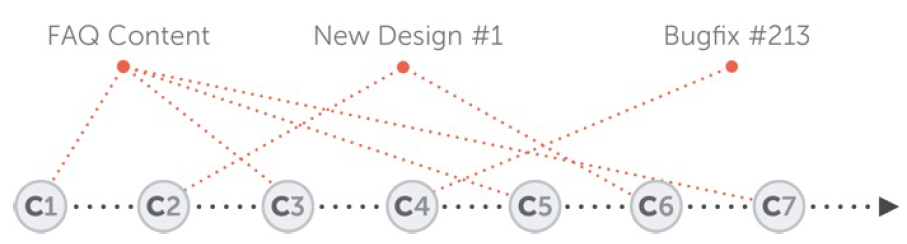 FAQ Content New Design #1 Bugfix #213
C1 C2 C3 C4 C5 C6 C7